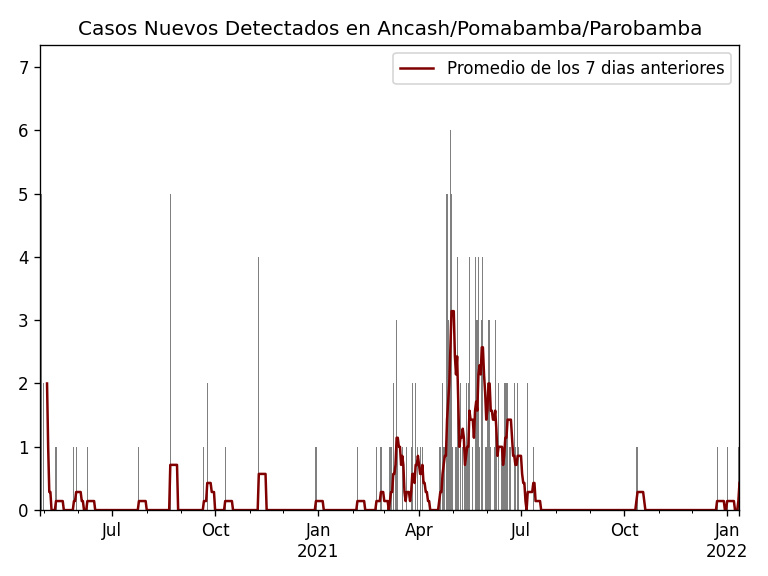 Casos Nuevos Detectados en Ancash/Pomabamba/Parobamba
Promedio de los 7 dias anteriores
7
6
5
4
3
2
1
0
Jul
Oct
Jan
2021
Apr
Jul
Oct
Jan
2022